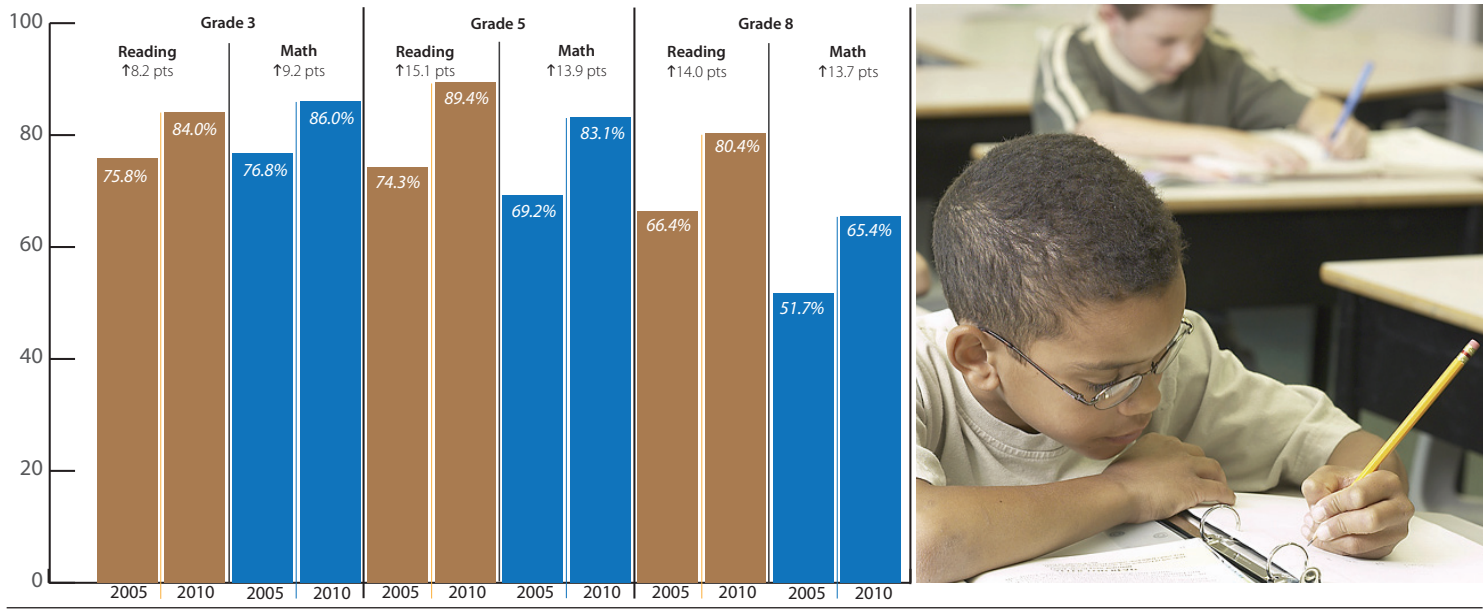 100
80
60
40
20
0
Grade 3
Reading
↑8.2 pts
75.8%
84.0%
2005
2010
Math
↑9.2 pts
76.8%
86.0%
2005
2010
Grade 5
Reading
↑15.1 pts
74.3%
89.4%
2005
2010
Math
↑13.9 pts
69.2%
83.1%
2005
2010
Grade 8
Reading
↑14.0 pts
66.4%
80.4%
2005
2010
Math
↑13.7 pts
51.7%
65.4%
2005
2010